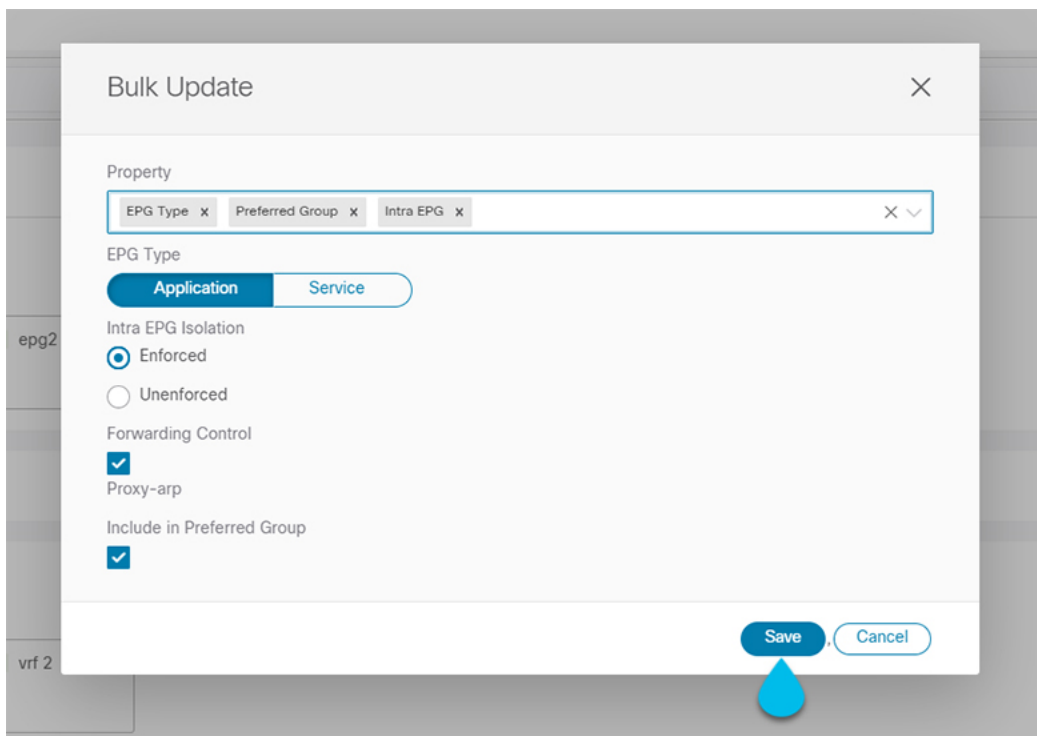 Bulk Update
Property
EPG Type x Preferred Group x Intra EPG x
EPG Type
Application Service
Intra EPG Isolation
Enforced
epg2
Unenforced
Forwarding Control
Proxy-arp
Include in Preferred Group
Save , Cancel
vrf 2